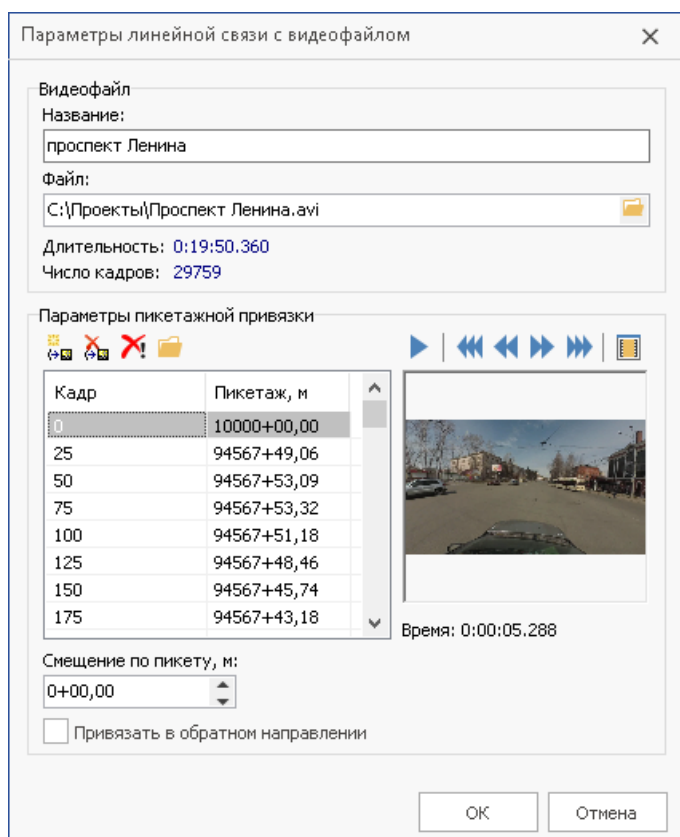 Параметры линейной связи с видеофайлом
Видеофайл
Название:
проспект Ленина
Файл:
C:\Проекты\Проспект Ленина.avi
Длительность: 0:19:50.360
Число кадров: 29759
Параметры пикетажной привязки
Кадр Пикетаж, м
0 10000+00,00
25 94567+49,06
50 94567+53,09
75 94567+53,32
100 94567+51,18
125 94567+48,46
150 94567+45,74
175 94567+43,18
Время: 0:00:05.288
Смещение по пикету, м:
0+00,00
Привязать в обратном направлении
ОК Отмена